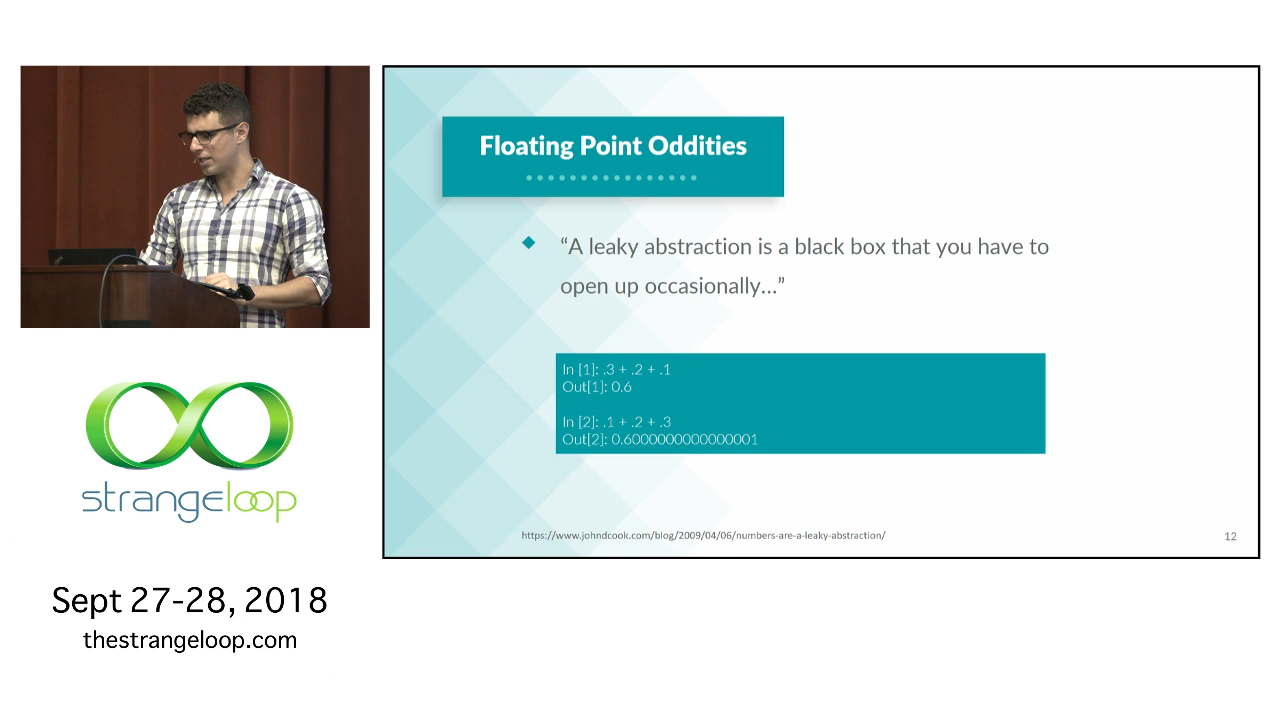 Floating Point Oddities
“A leaky abstraction is a black box that you have to
open up occasionally...”
In [1]: .3 + .2 + .1
Out[1]: 0.6
In [2]: .1 + .2 + .3
Out[2]: 0.6000000000000001
https://www.johndcook.com/blog/2009/04/06/numbers-are-a-leaky-abstraction/
12
strangeloop
Sept 27-28, 2018
thestrangeloop.com